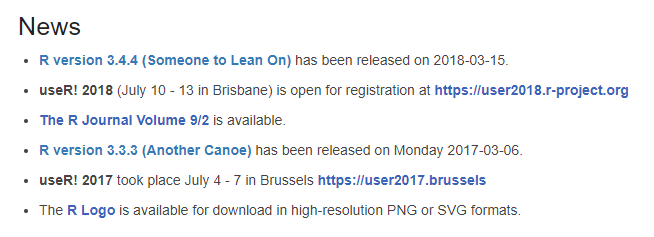 News
R version 3.4.4 (Someone to Lean On) has been released on 2018-03-15.
useR! 2018 (July 10 - 13 in Brisbane) is open for registration at https://user2018.r-project.org
The R Journal Volume 9/2 is available.
R version 3.3.3 (Another Canoe) has been released on Monday 2017-03-06.
useR! 2017 took place July 4 - 7 in Brussels https://user2017.brussels
The R Logo is available for download in high-resolution PNG or SVG formats.